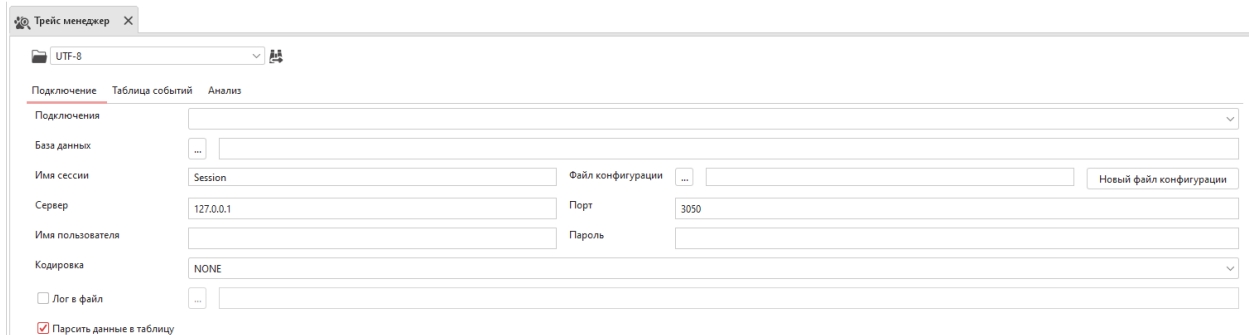 Трейс менеджер
UTF-8
Подключение Таблица событий Анализ
Подключения
База данных ...
Имя сессии Session Файл конфигурации ... Новый файл конфигурации
Сервер 127.0.0.1 Порт 3050
Имя пользователя Пароль
Кодировка NONE
Лог в файл ...
Парсить данные в таблицу